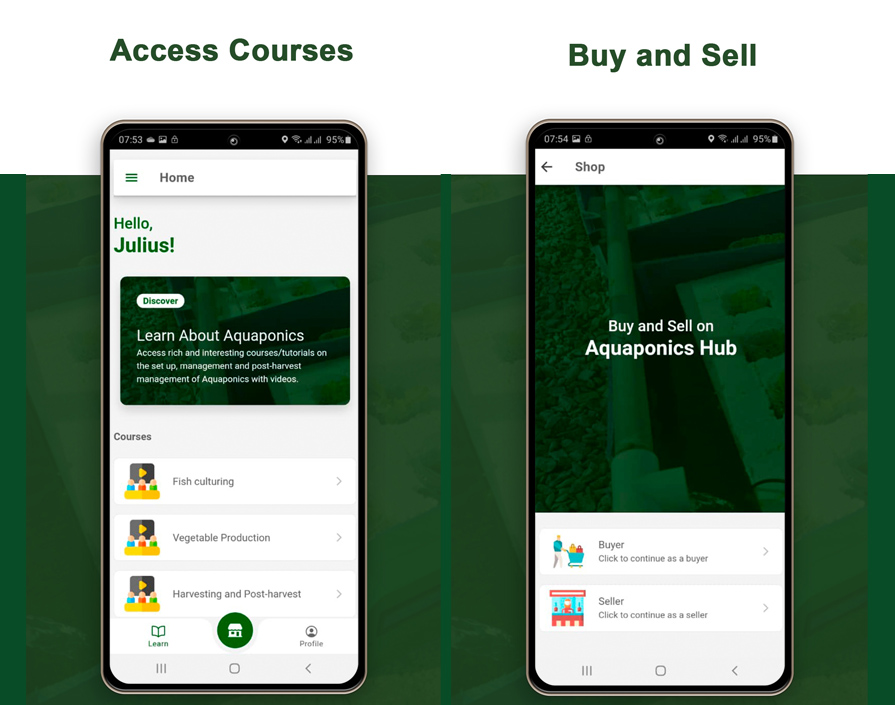 Access Courses
07:53
95%
Home
Hello,
Julius!
Discover
Learn About Aquaponics
Access rich and interesting courses/tutorials on
the set up, management and post-harvest
management of Aquaponics with videos.
Courses
Fish culturing
Vegetable Production
Harvesting and Post-harvest
Learn
Profile
Buy and Sell
07:54
95%
Shop
Buy and Sell on
Aquaponics Hub
Buyer
Click to continue as a buyer
Seller
Click to continue as a seller